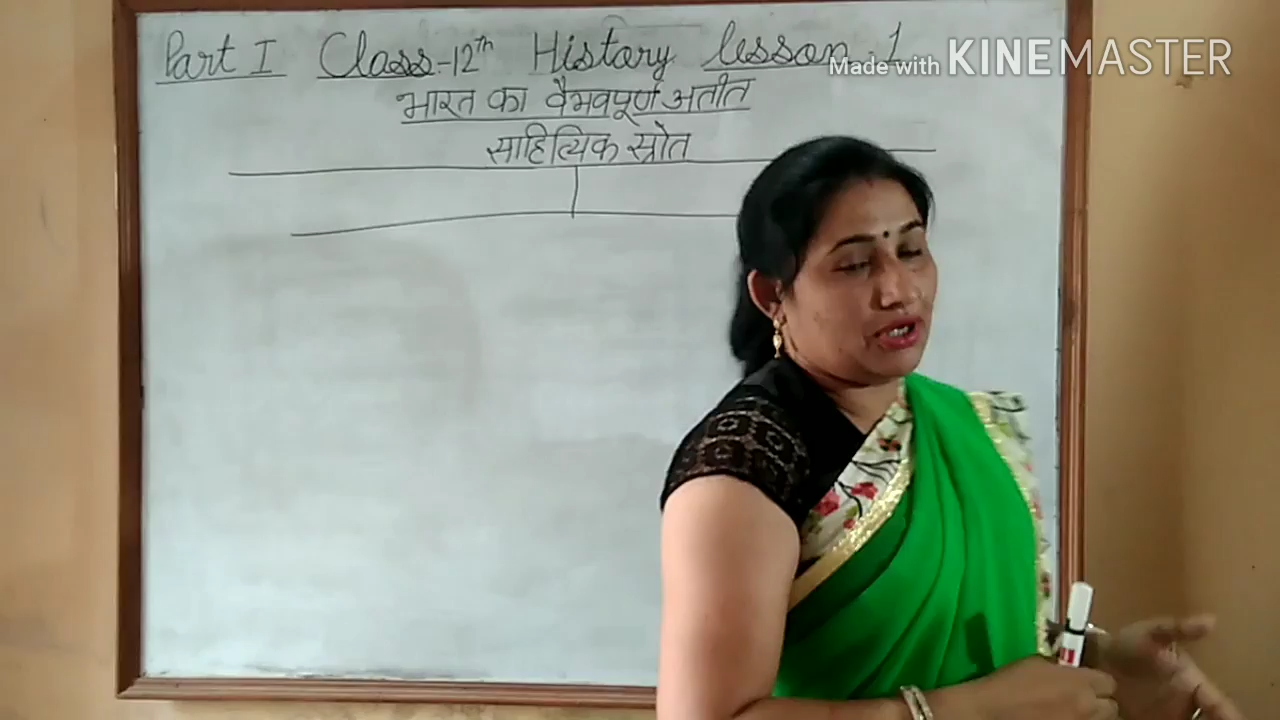 Part I Class-12th History lesson-1
Made with KINEMASTER
भारत का वैभवपूर्ण अतीत
साहित्यिक स्रोत